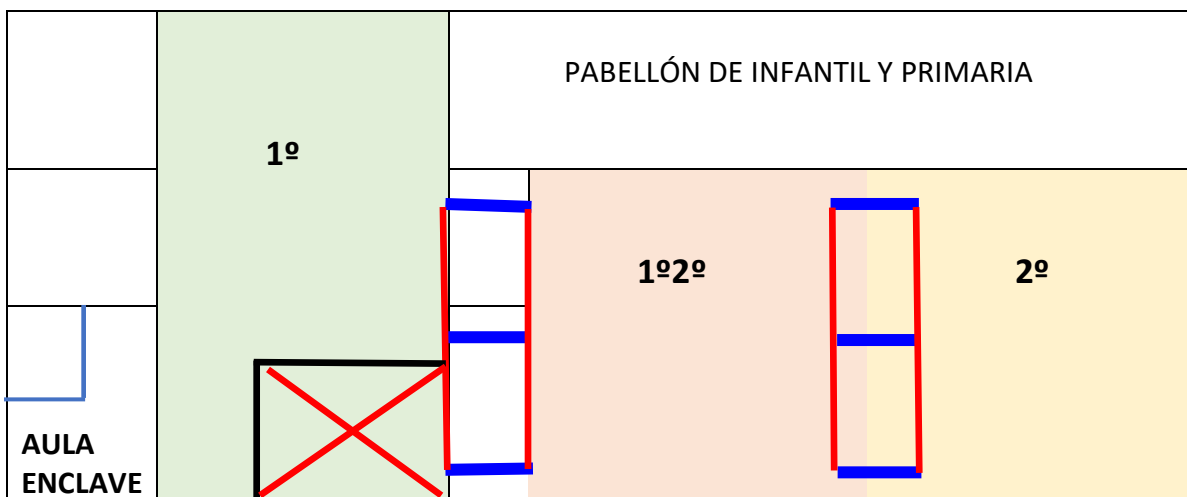 PABELLÓN DE INFANTIL Y PRIMARIA
1º
1º2º
2º
AULA
ENCLAVE